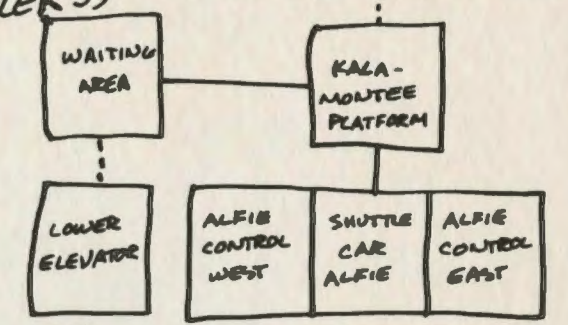 WAITING
AREA
KALA-
MONTEE
PLATFORM
LOWER
ELEVATOR
ALFIE
CONTROL
WEST
SHUTTLE
CAR
ALFIE
ALFIE
CONTROL
EAST